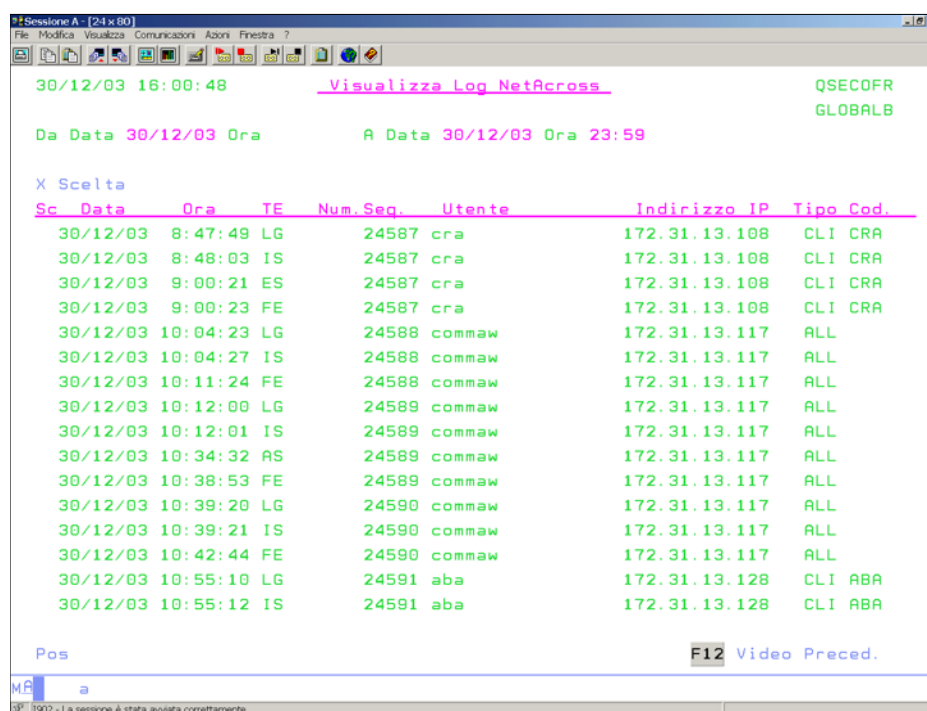 Sessione A - [24 x 80]
File Modifica Visualizza Comunicazioni Azioni Finestra ?
30/12/03 16:00:48 Visualizza Log NetAcross QSECOFR
GLOBALB
Da Data 30/12/03 Ora A Data 30/12/03 Ora 23:59
X Scelta
Sc Data Ora TE Num.Seq. Utente Indirizzo IP Tipo Cod.
30/12/03 8:47:49 LG 24587 cra 172.31.13.108 CLI CRA
30/12/03 8:48:03 IS 24587 cra 172.31.13.108 CLI CRA
30/12/03 9:00:21 ES 24587 cra 172.31.13.108 CLI CRA
30/12/03 9:00:23 FE 24587 cra 172.31.13.108 CLI CRA
30/12/03 10:04:23 LG 24588 commaw 172.31.13.117 ALL
30/12/03 10:04:27 IS 24588 commaw 172.31.13.117 ALL
30/12/03 10:11:24 FE 24588 commaw 172.31.13.117 ALL
30/12/03 10:12:00 LG 24589 commaw 172.31.13.117 ALL
30/12/03 10:12:01 IS 24589 commaw 172.31.13.117 ALL
30/12/03 10:34:32 AS 24589 commaw 172.31.13.117 ALL
30/12/03 10:38:53 FE 24589 commaw 172.31.13.117 ALL
30/12/03 10:39:20 LG 24590 commaw 172.31.13.117 ALL
30/12/03 10:39:21 IS 24590 commaw 172.31.13.117 ALL
30/12/03 10:42:44 FE 24590 commaw 172.31.13.117 ALL
30/12/03 10:55:10 LG 24591 aba 172.31.13.128 CLI ABA
30/12/03 10:55:12 IS 24591 aba 172.31.13.128 CLI ABA
Pos F12 Video Preced.
MA a
1902 - La sessione è stata avviata correttamente